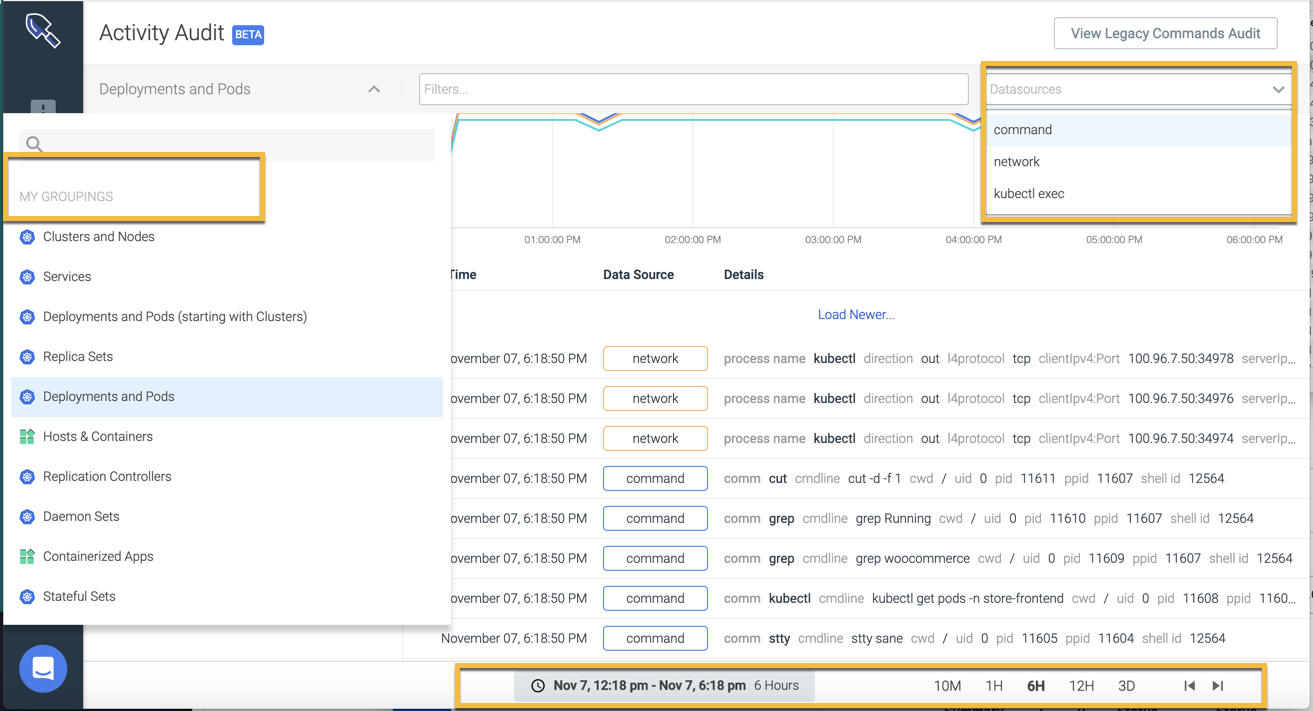 Activity Audit BETA
View Legacy Commands Audit
Deployments and Pods
Filters...
Datasources
command
network
kubectl exec
MY GROUPINGS
Clusters and Nodes
Services
Deployments and Pods (starting with Clusters)
Replica Sets
Deployments and Pods
Hosts & Containers
Replication Controllers
Daemon Sets
Containerized Apps
Stateful Sets
01:00:00 PM 02:00:00 PM 03:00:00 PM 04:00:00 PM 05:00:00 PM 06:00:00 PM
Time Data Source Details
Load Newer...
ovember 07, 6:18:50 PM network process name kubectl direction out l4protocol tcp clientIpv4:Port 100.96.7.50:34978 serverIp...
ovember 07, 6:18:50 PM network process name kubectl direction out l4protocol tcp clientIpv4:Port 100.96.7.50:34976 serverIp...
ovember 07, 6:18:50 PM network process name kubectl direction out l4protocol tcp clientIpv4:Port 100.96.7.50:34974 serverIp...
ovember 07, 6:18:50 PM command comm cut cmdline cut -d -f 1 cwd / uid 0 pid 11611 ppid 11607 shell id 12564
ovember 07, 6:18:50 PM command comm grep cmdline grep Running cwd / uid 0 pid 11610 ppid 11607 shell id 12564
ovember 07, 6:18:50 PM command comm grep cmdline grep woocommerce cwd / uid 0 pid 11609 ppid 11607 shell id 12564
ovember 07, 6:18:50 PM command comm kubectl cmdline kubectl get pods -n store-frontend cwd / uid 0 pid 11608 ppid 1160...
November 07, 6:18:50 PM command comm stty cmdline stty sane cwd / uid 0 pid 11605 ppid 11604 shell id 12564
Nov 7, 12:18 pm - Nov 7, 6:18 pm 6 Hours 10M 1H 6H 12H 3D